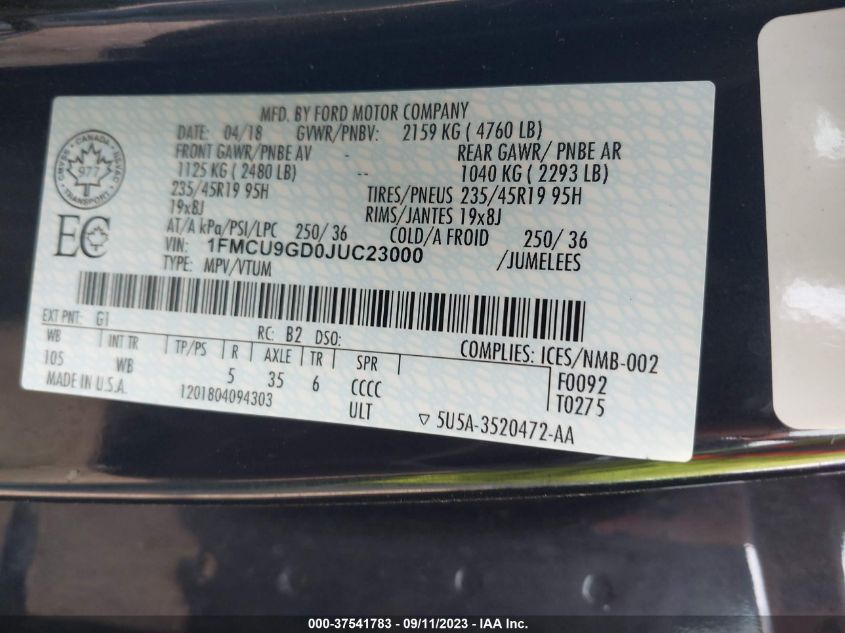 MFD. BY FORD MOTOR COMPANY
DATE: 04/18 GVWR/PNBV: 2159 KG ( 4760 LB)
FRONT GAWR/PNBE AV - REAR GAWR/ PNBE AR
1125 KG ( 2480 LB) -- 1040 KG ( 2293 LB)
235/45R19 95H TIRES/PNEUS 235/45R19 95H
19x8J RIMS/JANTES 19x8J
AT/A kPa/PSI/LPC 250/ 36 COLD/A FROID 250/ 36
VIN: 1FMCU9GD0JUC23000 /JUMELEES
TYPE: MPV/VTUM
CANADA
977
TRANSPORT
EC
EXT PNT: G1 RC: B2 DSO:
COMPLIES: ICES/NMB-002
WB INT TR TP/PS R AXLE TR SPR
105 WB 5 35 6 CCCC F0092
MADE IN U.S.A. 1201804094303 ULT T0275
▽ 5U5A-3520472-AA
000-37541783 - 09/11/2023 - IAA Inc.